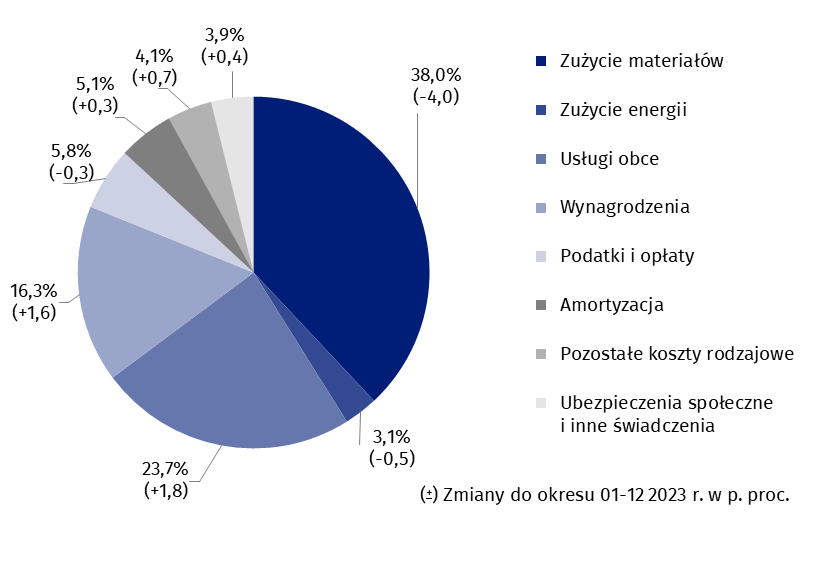 3,9%
(+0,4)
4,1%
(+0,7)
5,1%
(+0,3)
5,8%
(-0,3)
16,3%
(+1,6)
23,7%
(+1,8)
3,1%
(-0,5)
38,0%
(-4,0)
Zużycie materiałów
Zużycie energii
Usługi obce
Wynagrodzenia
Podatki i opłaty
Amortyzacja
Pozostałe koszty rodzajowe
Ubezpieczenia społeczne
i inne świadczenia
(±) Zmiany do okresu 01-12 2023 r. w p. proc.